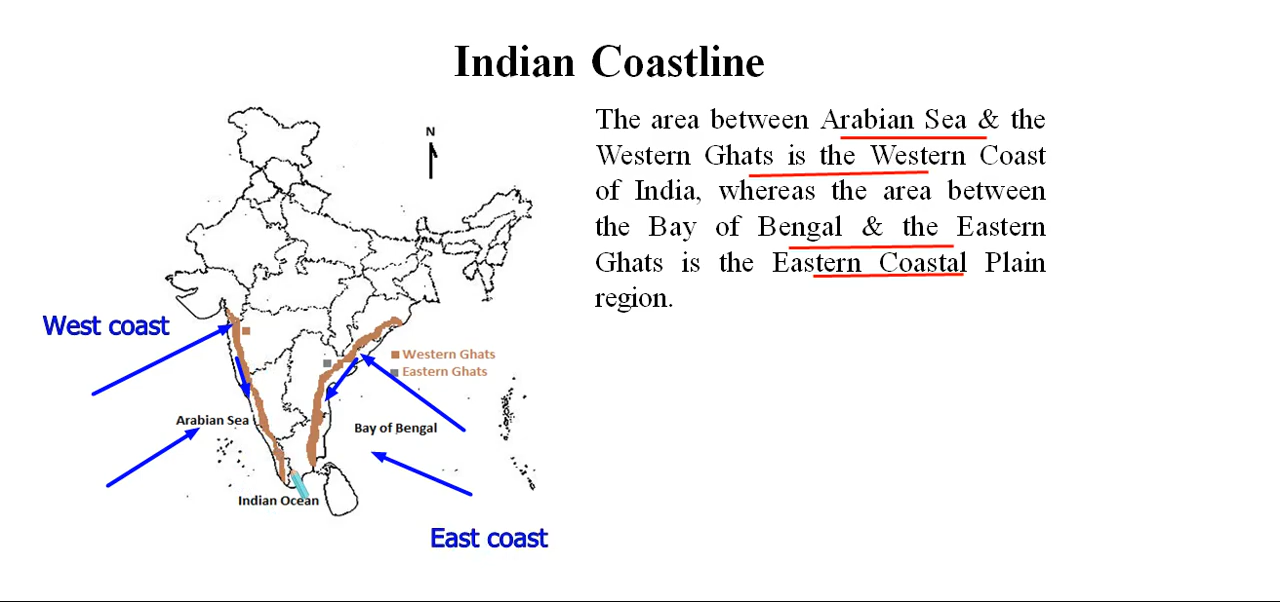 Indian Coastline
The area between Arabian Sea & the
Western Ghats is the Western Coast
of India, whereas the area between
the Bay of Bengal & the Eastern
Ghats is the Eastern Coastal Plain
region.
N
West coast
Western Ghats
Eastern Ghats
Arabian Sea
Bay of Bengal
Indian Ocean
East coast